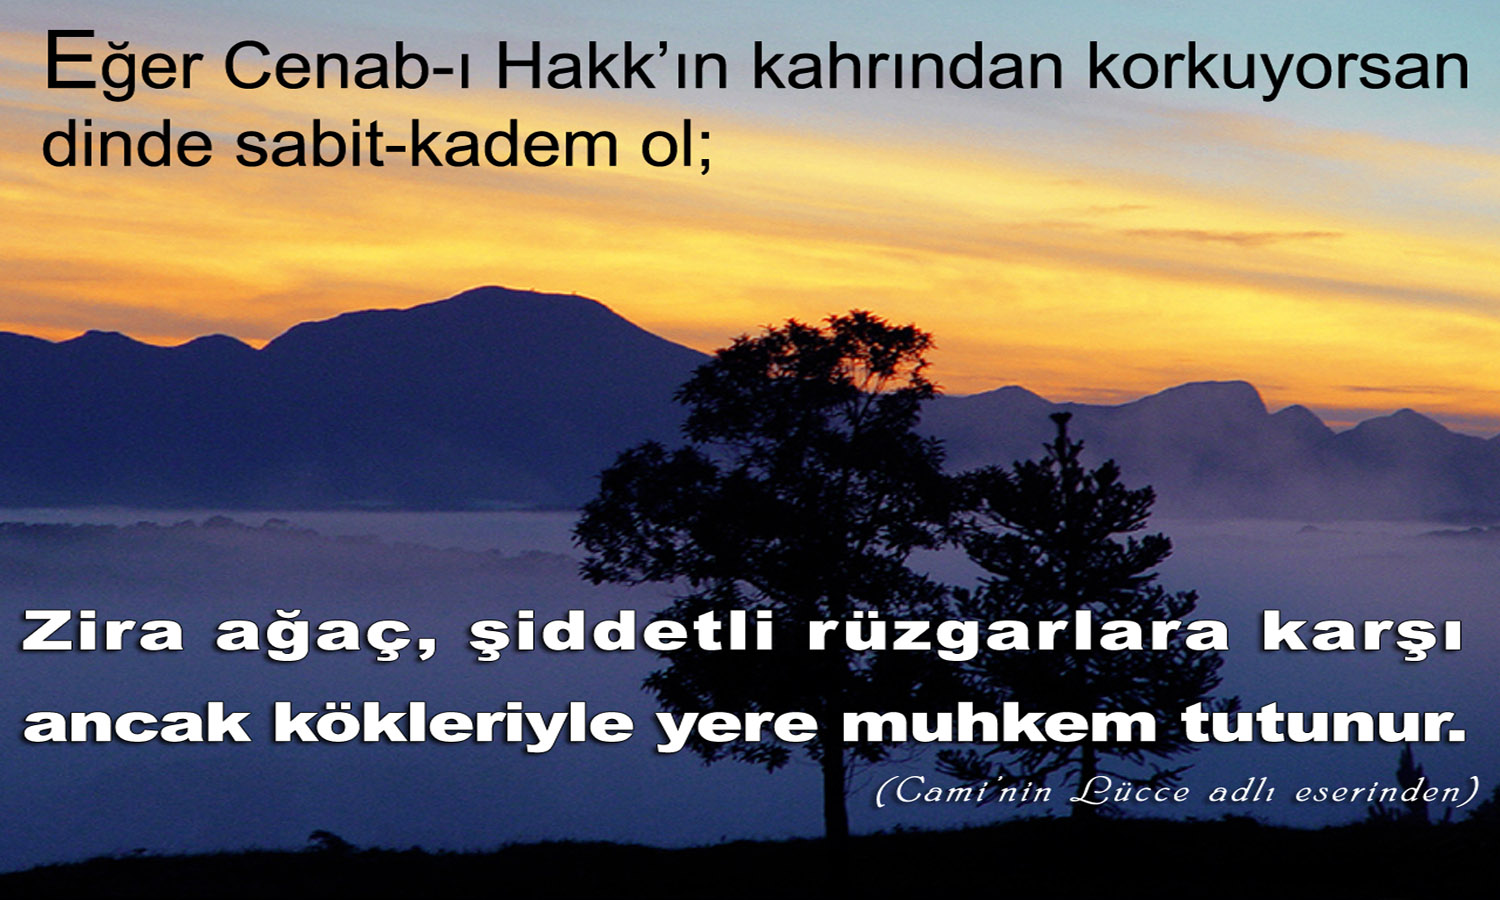 Eğer Cenab-ı Hakk’ın kahrından korkuyorsan
dinde sabit-kadem ol;
Zira ağaç, şiddetli rüzgarlara karşı
ancak kökleriyle yere muhkem tutunur.
(Cami’nin Lücce adlı eserinden)